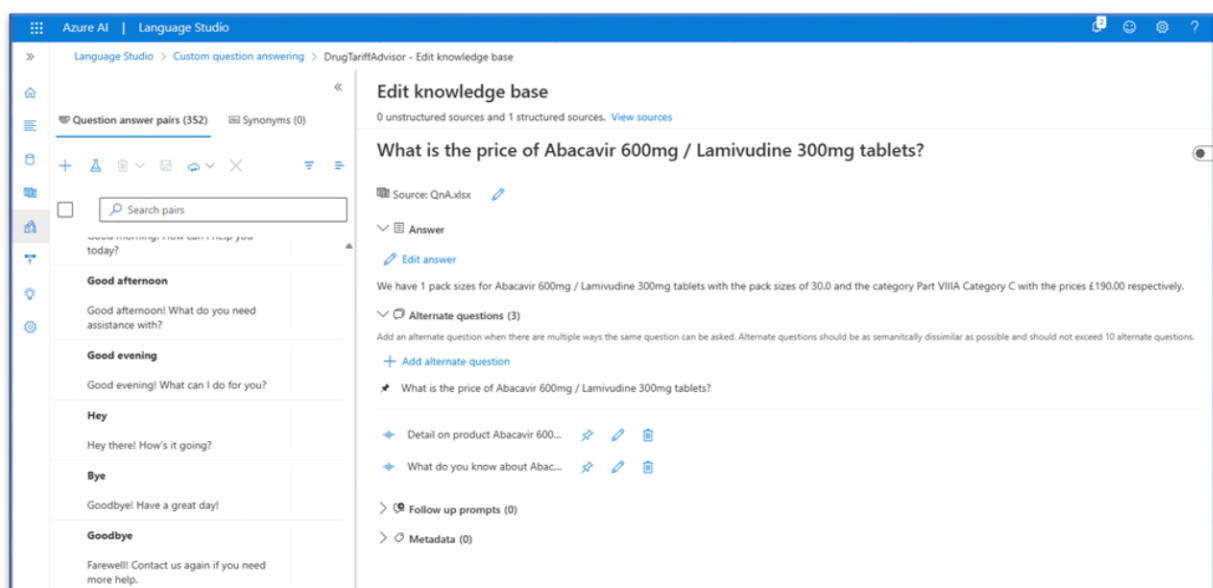 Azure AI | Language Studio
2
Language Studio > Custom question answering > DrugTariffAdvisor - Edit knowledge base
Question answer pairs (352)
Synonyms (0)
Search pairs
Good morning! How can I help you
today?
Good afternoon
Good afternoon! What do you need
assistance with?
Good evening
Good evening! What can I do for you?
Hey
Hey there! How's it going?
Bye
Goodbye! Have a great day!
Goodbye
Farewell! Contact us again if you need
more help.
Edit knowledge base
0 unstructured sources and 1 structured sources. View sources
What is the price of Abacavir 600mg / Lamivudine 300mg tablets?
Source: QnA.xlsx
Answer
Edit answer
We have 1 pack sizes for Abacavir 600mg / Lamivudine 300mg tablets with the pack sizes of 30.0 and the category Part VIIIA Category C with the prices £190.00 respectively.
Alternate questions (3)
Add an alternate question when there are multiple ways the same question can be asked. Alternate questions should be as semanitcally dissimilar as possible and should not exceed 10 alternate questions.
Add alternate question
What is the price of Abacavir 600mg / Lamivudine 300mg tablets?
Detail on product Abacavir 600...
What do you know about Abac...
Follow up prompts (0)
Metadata (0)